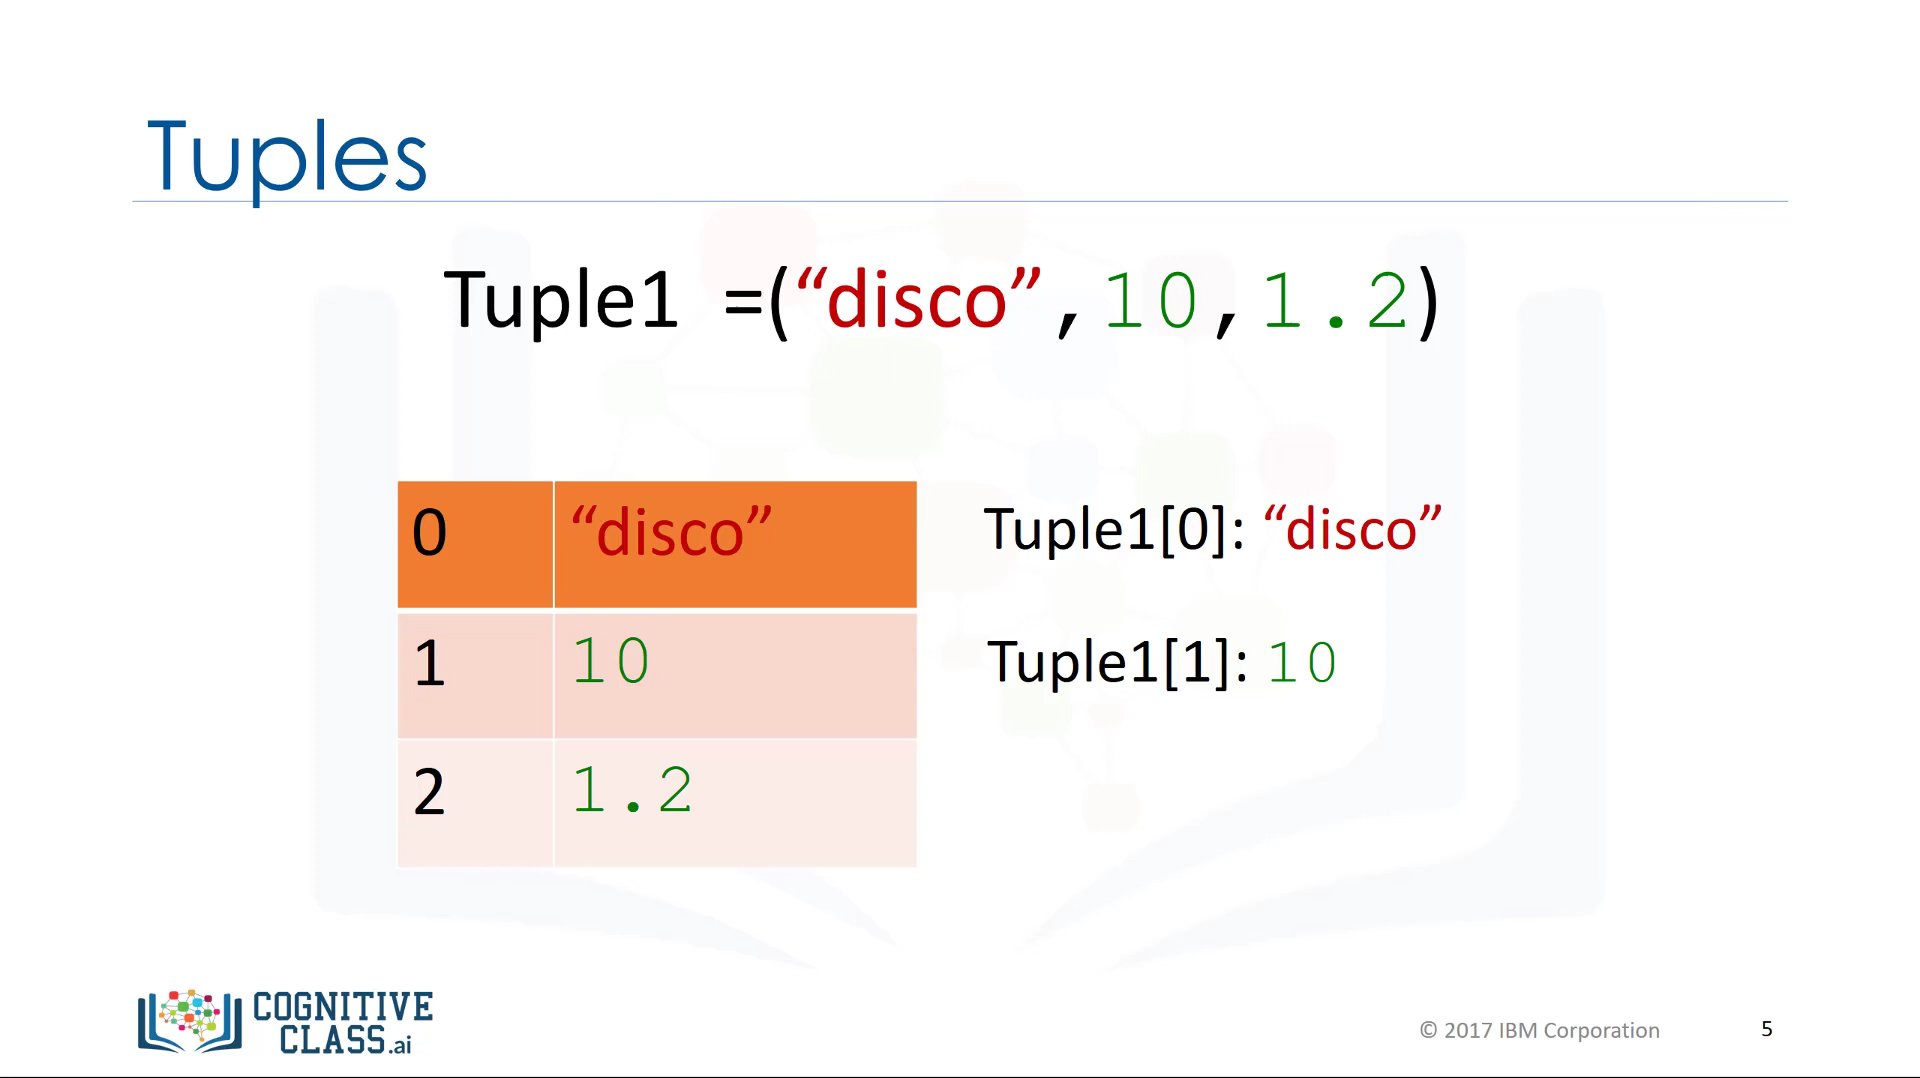 Tuples
Tuple1 =(“disco”,10,1.2)
0 “disco”
Tuple1[0]: “disco”
1 10
Tuple1[1]: 10
2 1.2
COGNITIVE
CLASS.ai
© 2017 IBM Corporation 5